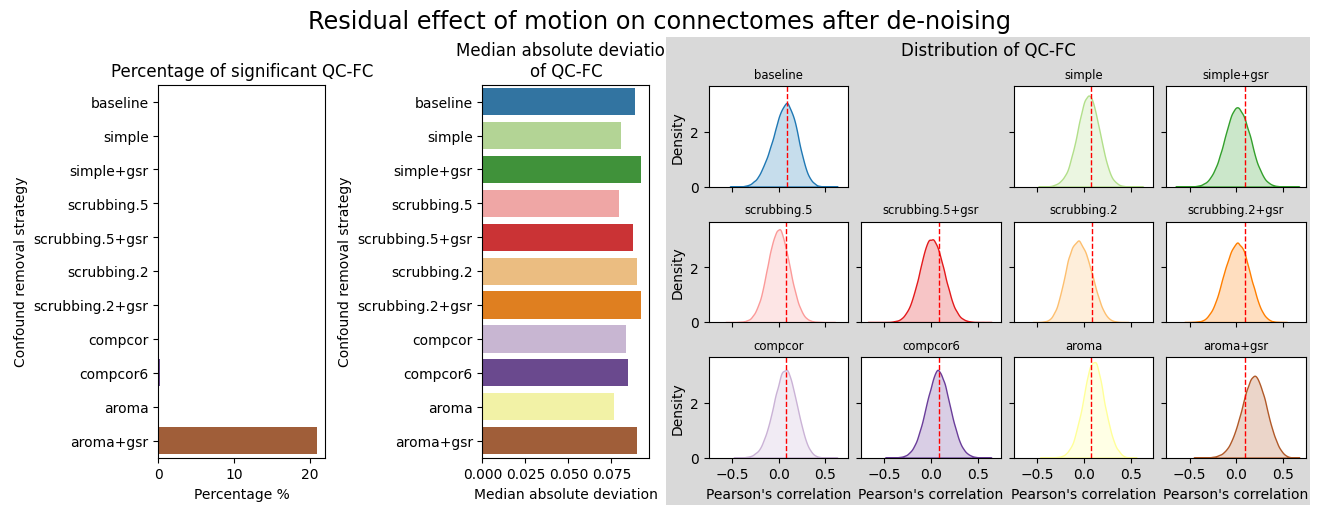 Residual effect of motion on connectomes after de-noising
Percentage of significant QC-FC
Confound removal strategy
baseline
simple
simple+gsr
scrubbing.5
scrubbing.5+gsr
scrubbing.2
scrubbing.2+gsr
compcor
compcor6
aroma
aroma+gsr
0 10 20
Percentage %
Median absolute deviatio
of QC-FC
Confound removal strategy
baseline
simple
simple+gsr
scrubbing.5
scrubbing.5+gsr
scrubbing.2
scrubbing.2+gsr
compcor
compcor6
aroma
aroma+gsr
0.000 0.025 0.050 0.075
Median absolute deviation
Distribution of QC-FC
baseline simple simple+gsr
Density
2
0
scrubbing.5 scrubbing.5+gsr scrubbing.2 scrubbing.2+gsr
Density
2
0
compcor compcor6 aroma aroma+gsr
Density
2
0
−0.5 0.0 0.5 −0.5 0.0 0.5 −0.5 0.0 0.5 −0.5 0.0 0.5
Pearson's correlation Pearson's correlation Pearson's correlation Pearson's correlation